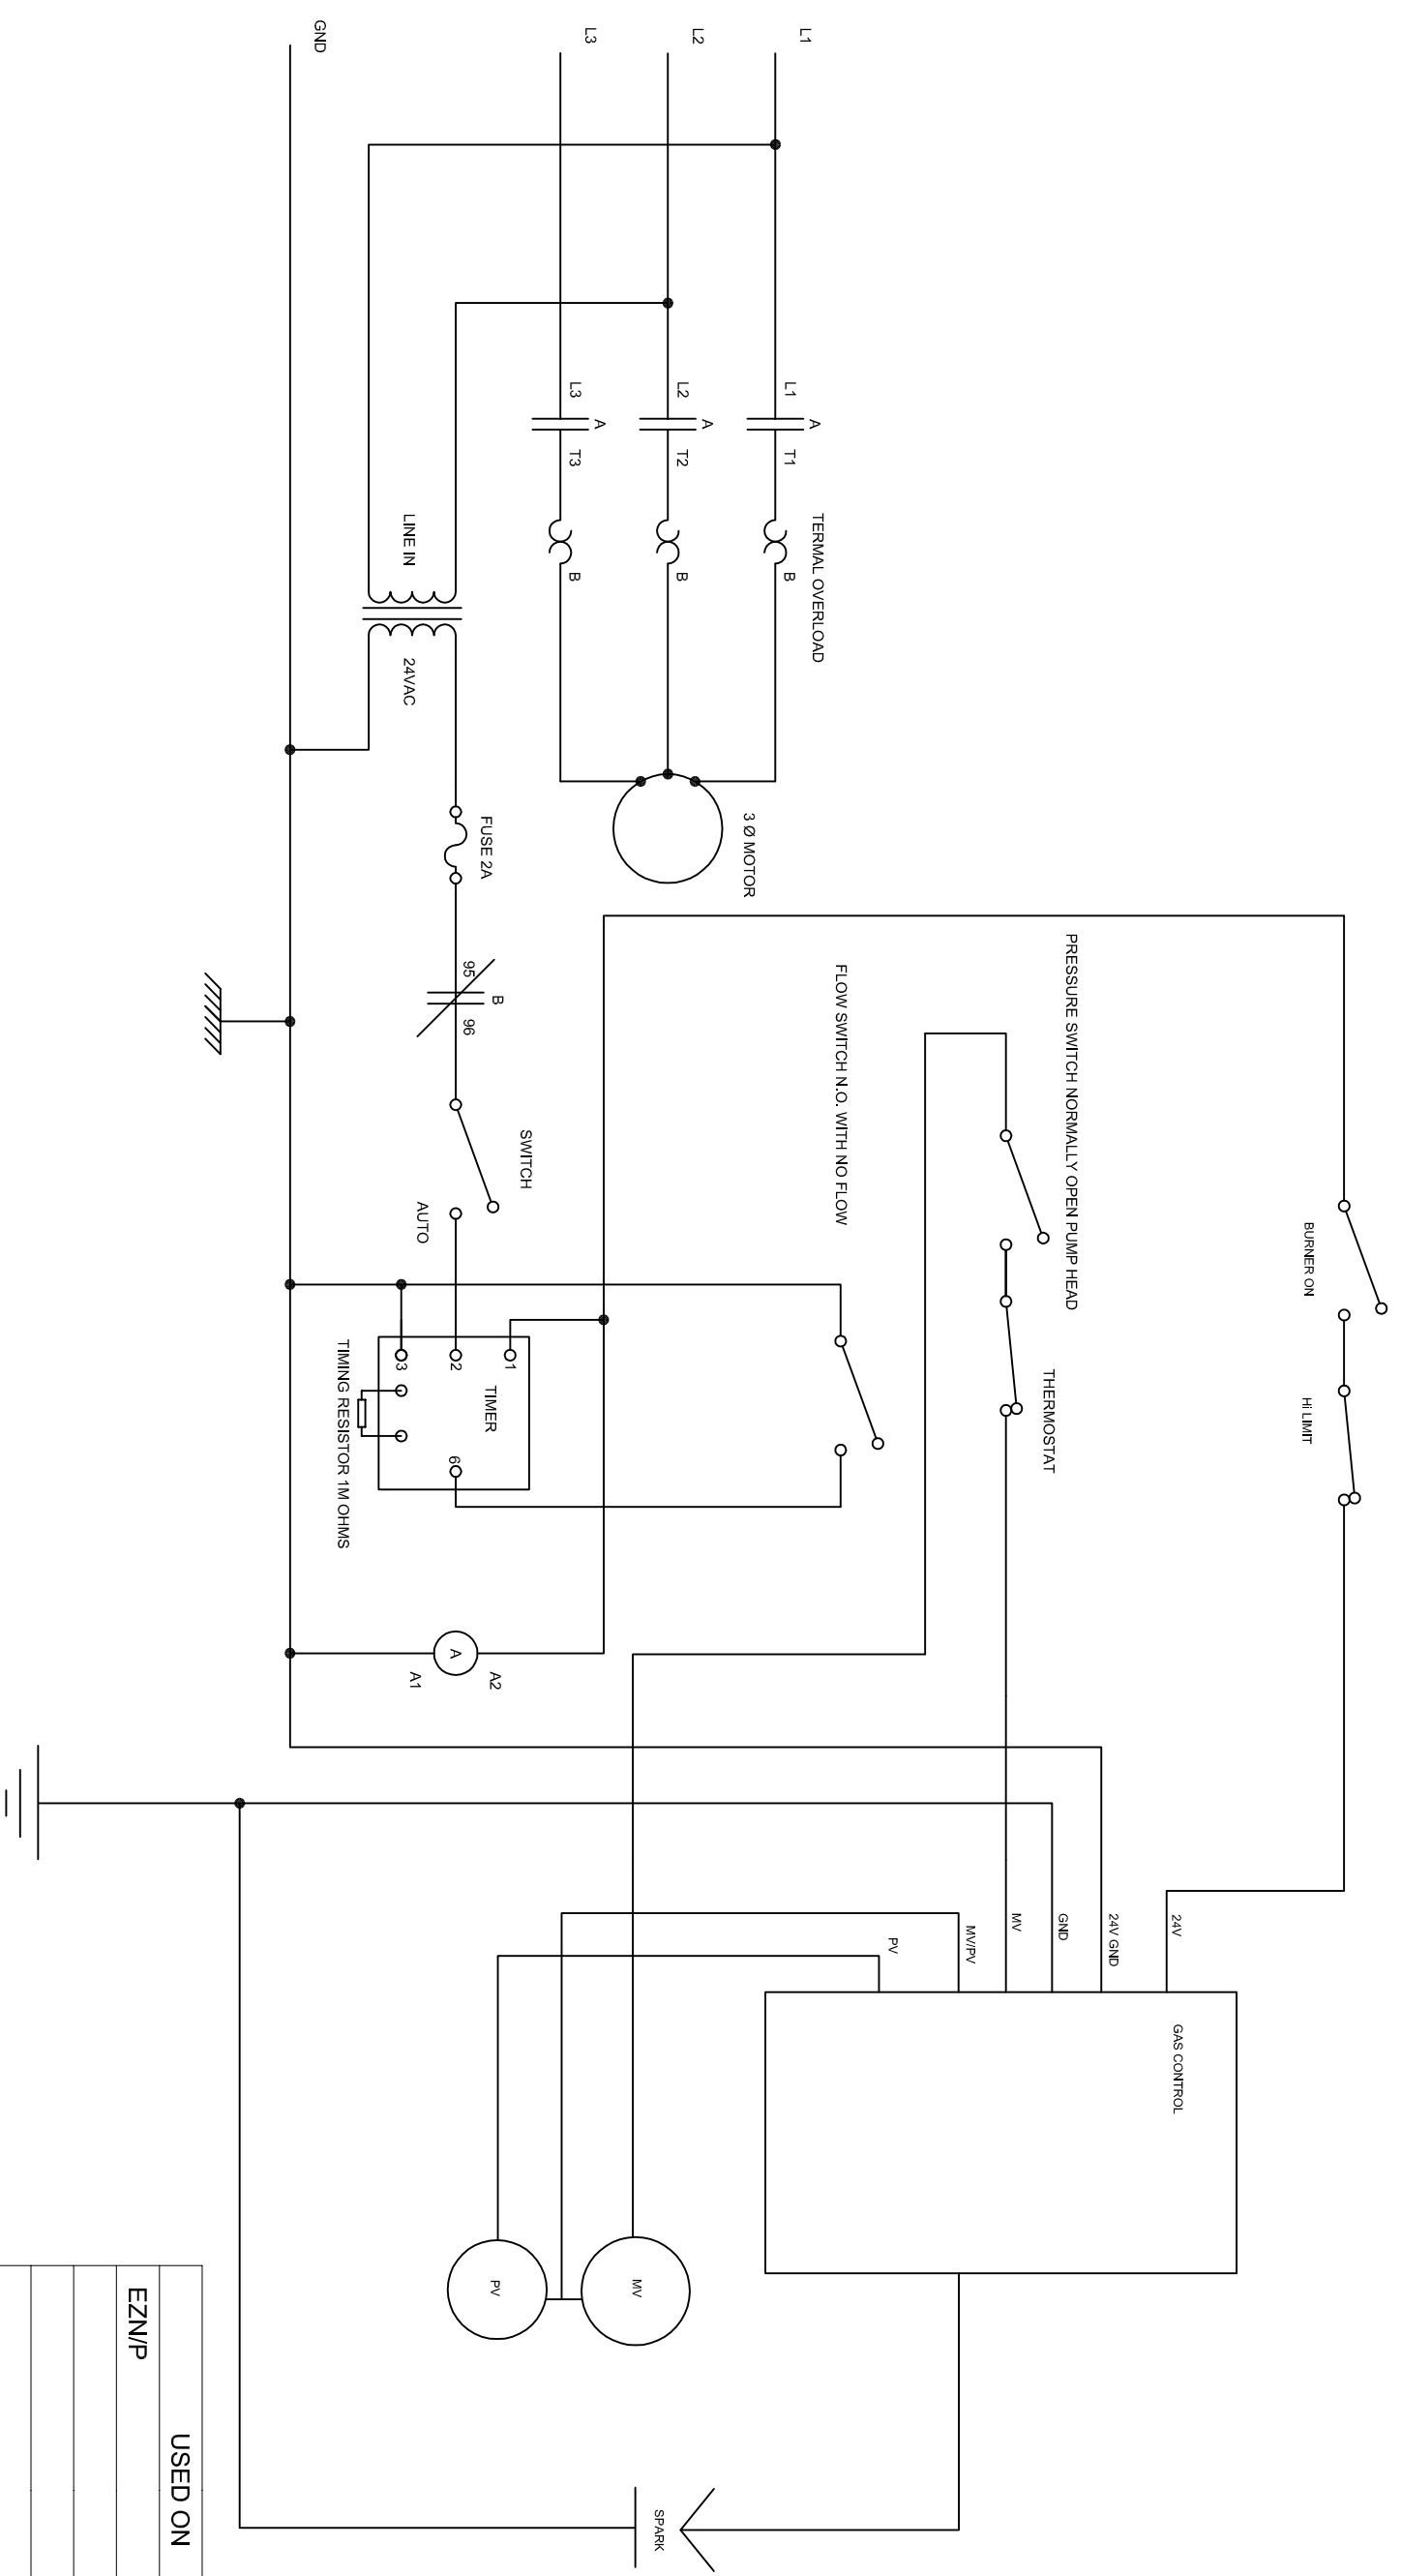 BURNER ON
Hi LIMIT
PRESSURE SWITCH NORMALLY OPEN PUMP HEAD
THERMOSTAT
24V
24V GND
GND
MV
MV/PV
PV
GAS CONTROL
FLOW SWITCH N.O. WITH NO FLOW
L1
L1
A
T1
TERMAL OVERLOAD
B
3 Ø MOTOR
L2
L2
A
T2
B
L3
L3
A
T3
B
LINE IN
24VAC
FUSE 2A
95
B
96
SWITCH
AUTO
1
2
3
6
TIMER
TIMING RESISTOR 1M OHMS
A
A2
A1
MV
PV
SPARK
GND
USED ON
EZN/P